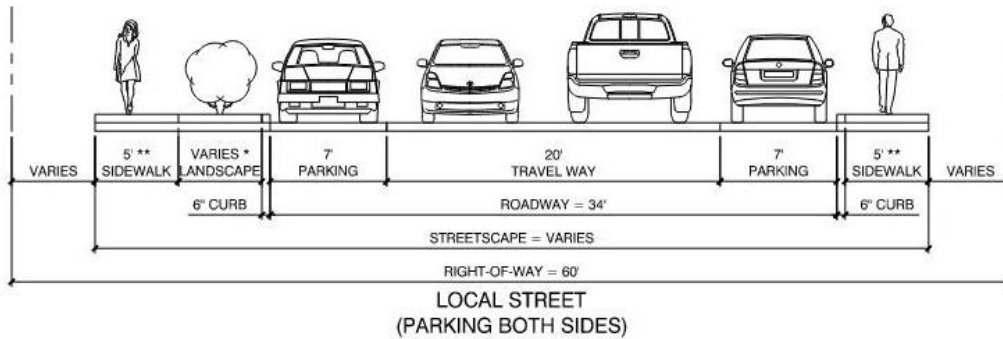 5' **
VARIES *
7'
20'
7'
5' **
VARIES
SIDEWALK
LANDSCAPE
PARKING
TRAVEL WAY
PARKING
SIDEWALK
VARIES
6" CURB
ROADWAY = 34'
6" CURB
STREETSCAPE = VARIES
RIGHT-OF-WAY = 60'
LOCAL STREET
(PARKING BOTH SIDES)